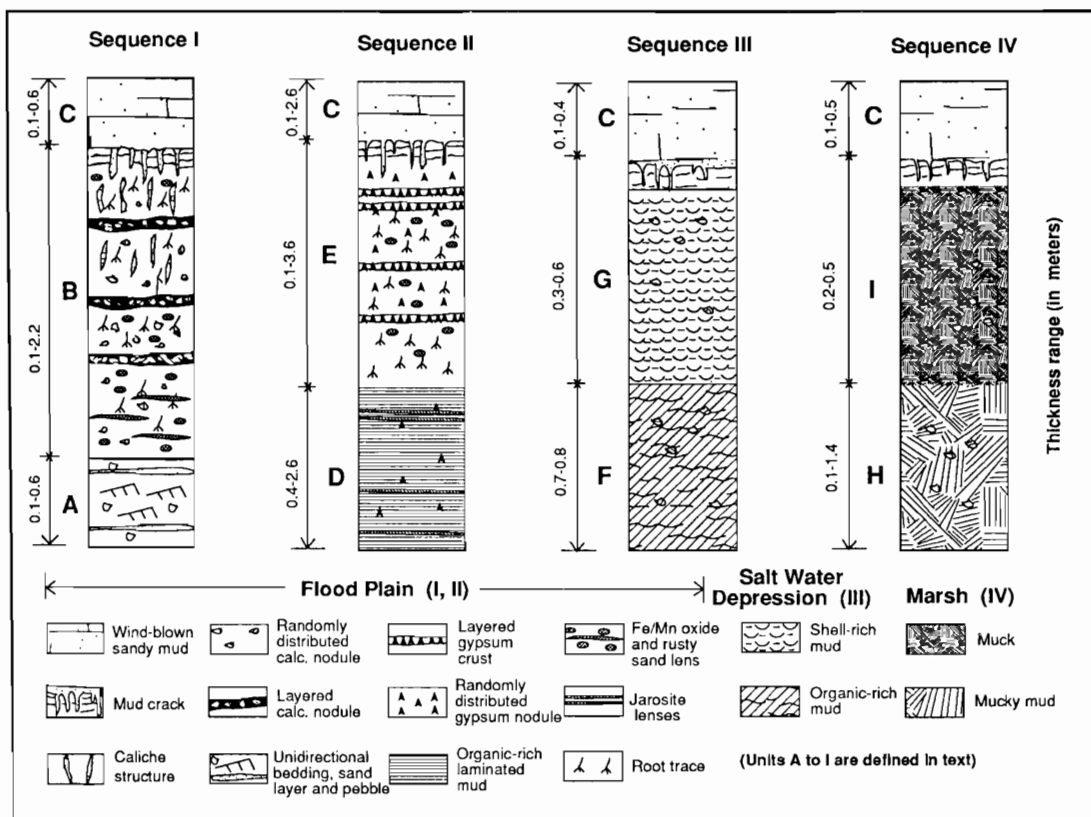 Sequence I
Sequence II
Sequence III
Sequence IV
0.1-0.6
C
B
0.1-2.2
A
0.1-0.6
0.1-2.6
C
E
0.1-3.6
D
0.4-2.6
0.1-0.4
C
G
0.3-0.6
F
0.7-0.8
0.1-0.5
C
I
0.2-0.5
H
0.1-1.4
Thickness range (in meters)
Flood Plain (I, II)
Salt Water
Depression (III)
Marsh (IV)
Wind-blown
sandy mud
Randomly
distributed
calc. nodule
Layered
gypsum
crust
Fe/Mn oxide
and rusty
sand lens
Shell-rich
mud
Muck
Mud crack
Layered
calc. nodule
Randomly
distributed
gypsum nodule
Jarosite
lenses
Organic-rich
mud
Mucky mud
Caliche
structure
Unidirectional
bedding, sand
layer and pebble
Organic-rich
laminated
mud
Root trace
(Units A to I are defined in text)